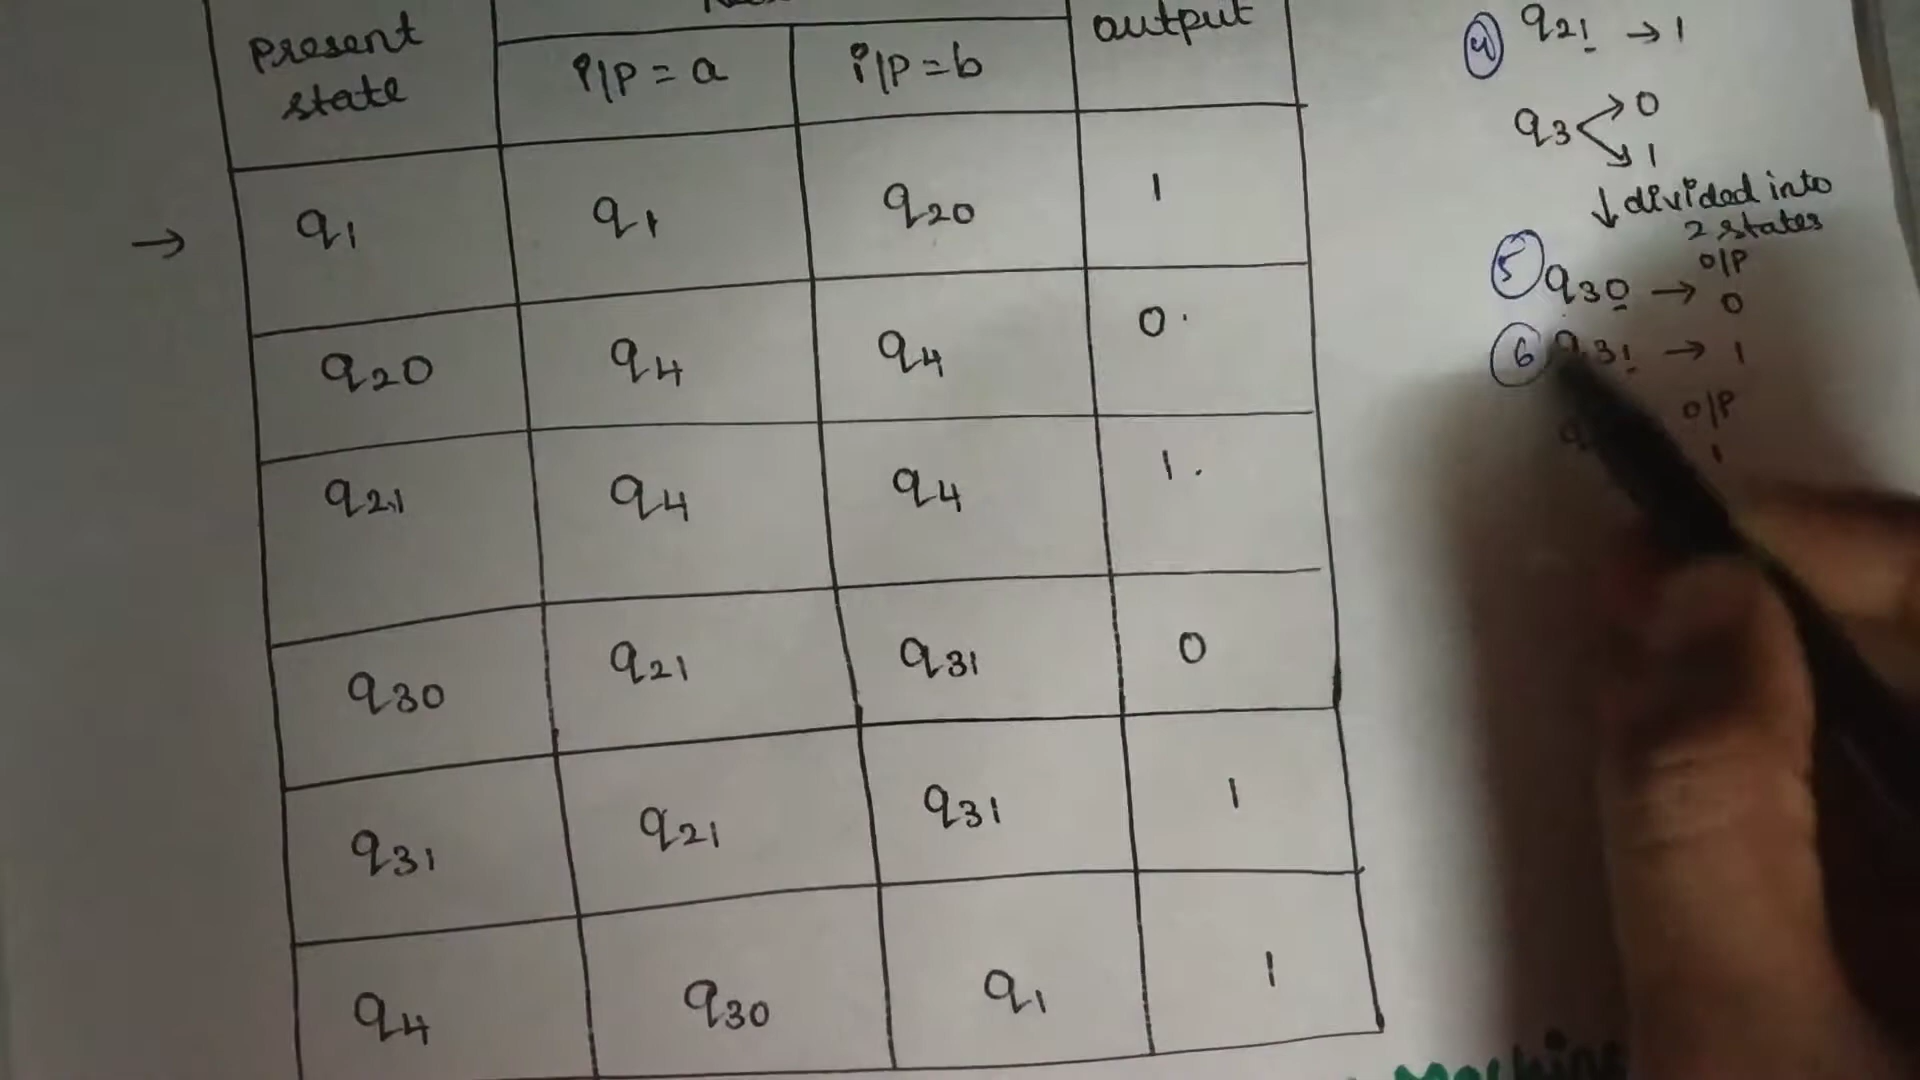 present state
output
i/p = a
i/p = b
→ q1 q1 q20 1
q20 q4 q4 0
q21 q4 q4 1
q30 q21 q31 0
q31 q21 q31 1
q4 q30 q1 1
④ q21 → 1
q3 → 0
→ 1
↓ divided into
2 states
o/p
⑤ q30 → 0
⑥ q31 → 1
o/p
1
Machine